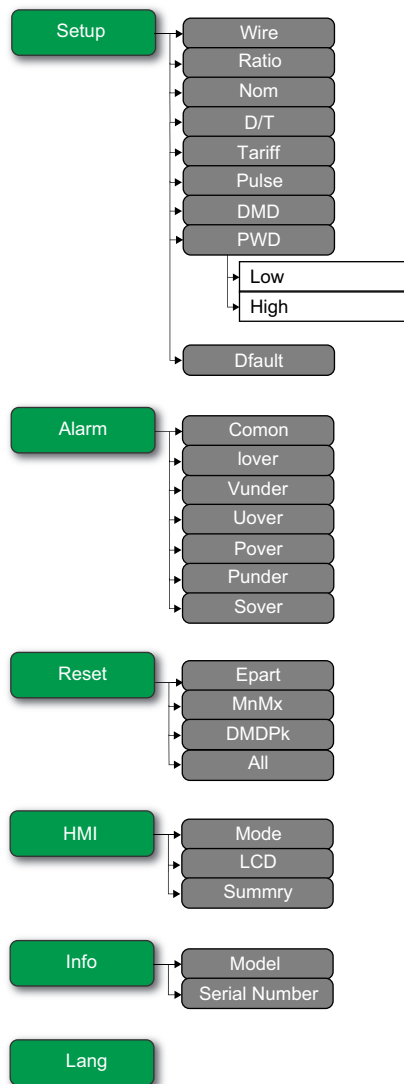 Setup
Wire
Ratio
Nom
D/T
Tariff
Pulse
DMD
PWD
Low
High
Dfault
Alarm
Comon
Iover
Vunder
Uover
Pover
Punder
Sover
Reset
Epart
MnMx
DMDPk
All
HMI
Mode
LCD
Summry
Info
Model
Serial Number
Lang